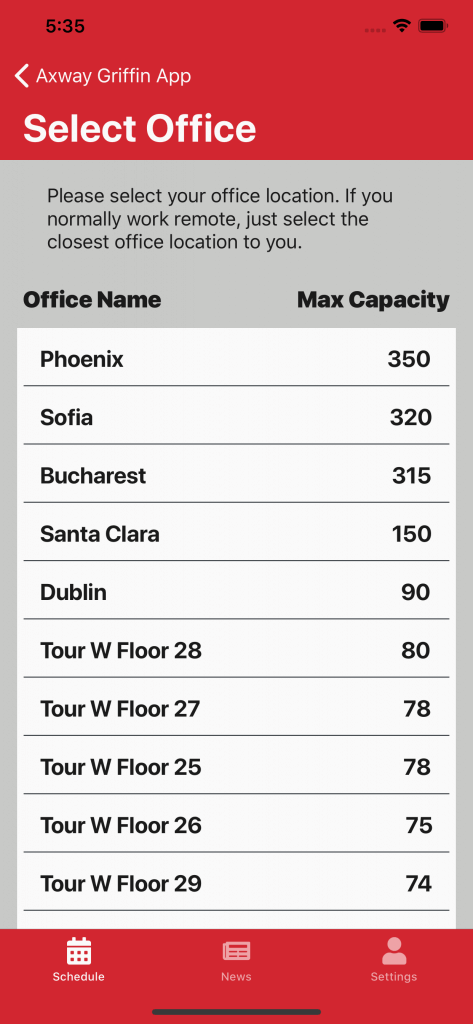 5:35
Axway Griffin App
Select Office
Please select your office location. If you
normally work remote, just select the
closest office location to you.
Office Name Max Capacity
Phoenix 350
Sofia 320
Bucharest 315
Santa Clara 150
Dublin 90
Tour W Floor 28 80
Tour W Floor 27 78
Tour W Floor 25 78
Tour W Floor 26 75
Tour W Floor 29 74
Schedule News Settings